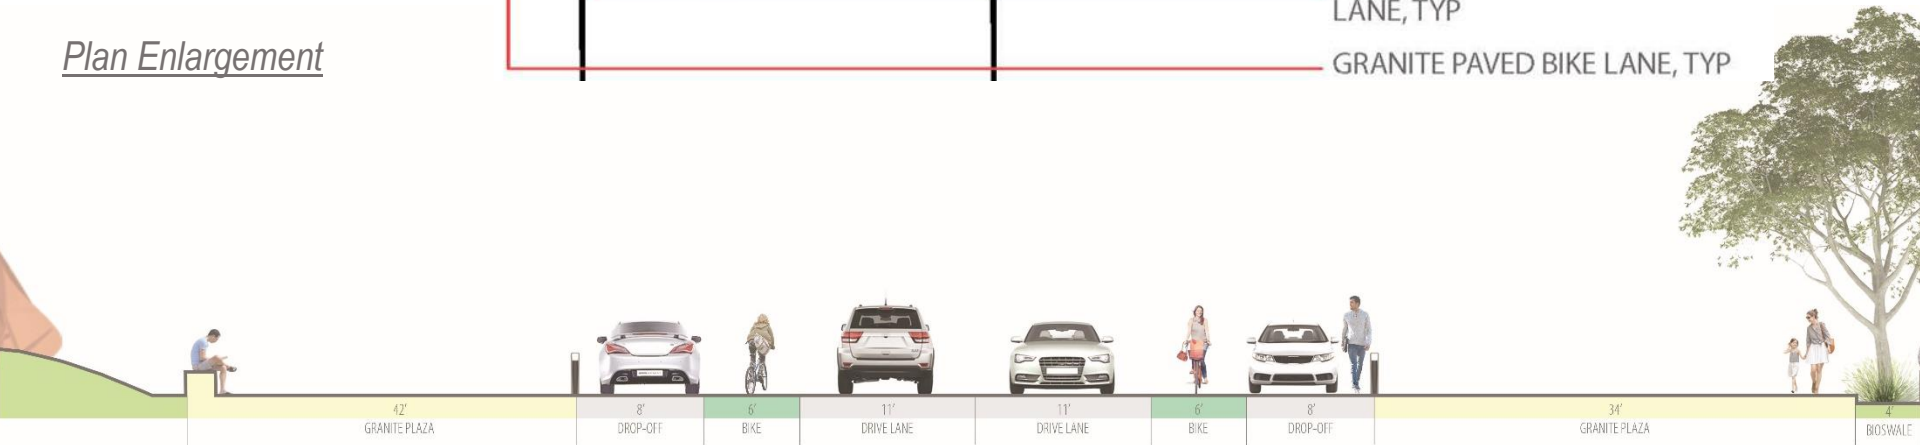 LANE, TYP
Plan Enlargement
GRANITE PAVED BIKE LANE, TYP
42'
GRANITE PLAZA
8'
DROP-OFF
6'
BIKE
11'
DRIVE LANE
11'
DRIVE LANE
6'
BIKE
8'
DROP-OFF
34'
GRANITE PLAZA
4'
BIOSWALE